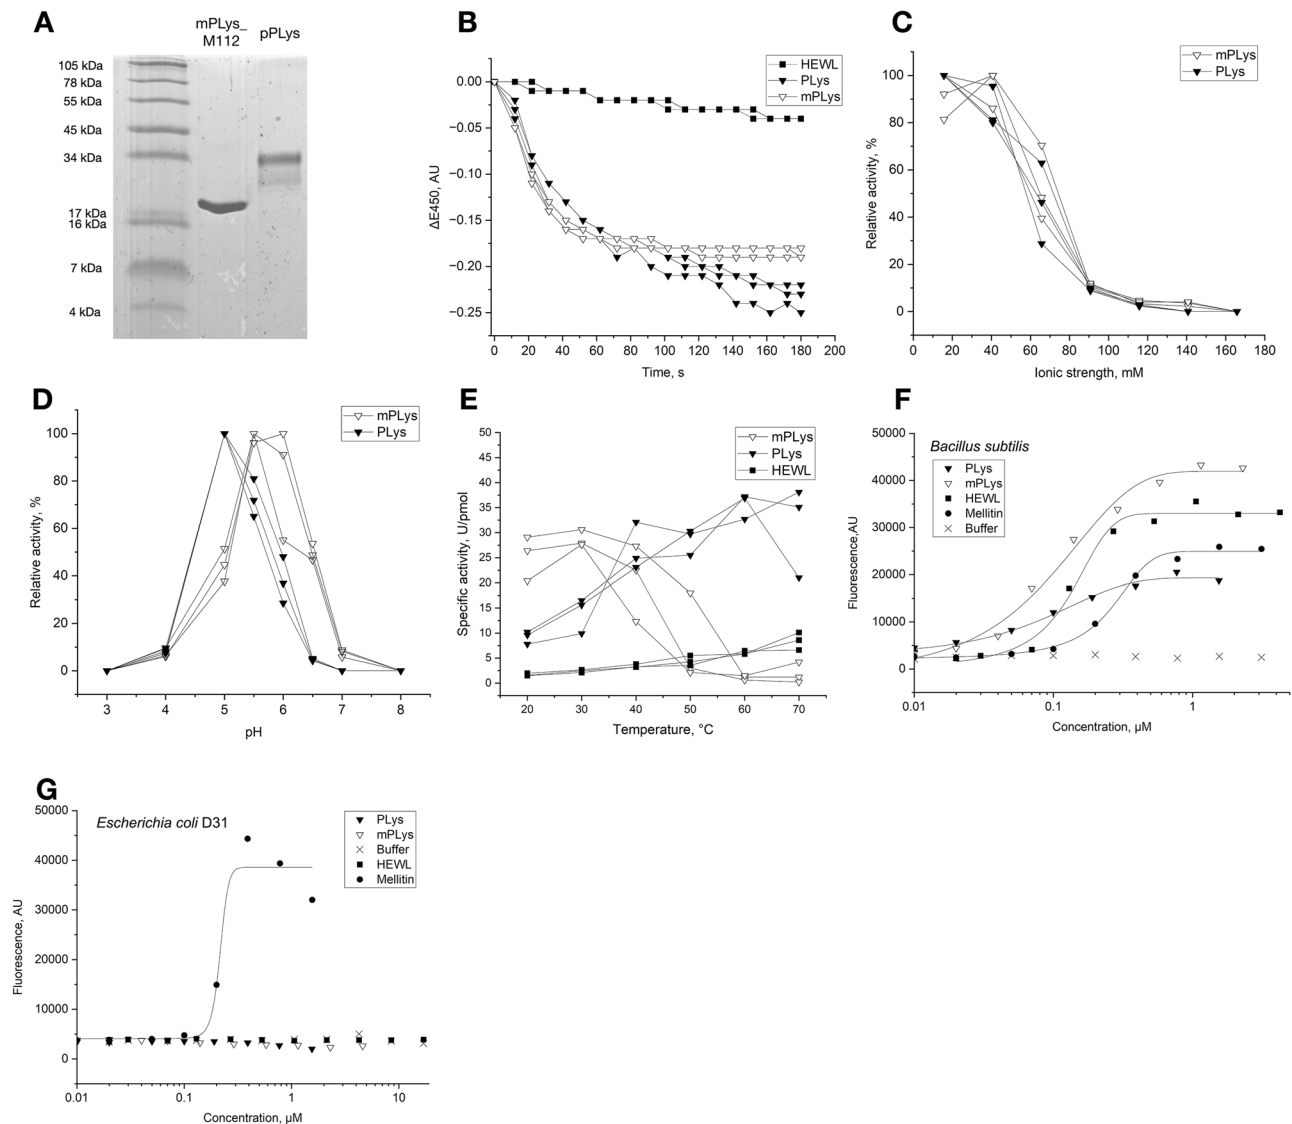 A
mPLys_
M112
pPLys
105 kDa
78 kDa
55 kDa
45 kDa
34 kDa
17 kDa
16 kDa
7 kDa
4 kDa
B
HEWL
PLys
mPLys
0.00
−0.05
−0.10
−0.15
−0.20
−0.25
ΔE450, AU
0 20 40 60 80 100 120 140 160 180 200
Time, s
C
mPLys
PLys
100
80
60
40
20
0
Relative activity, %
0 20 40 60 80 100 120 140 160 180
Ionic strength, mM
D
mPLys
PLys
100
80
60
40
20
0
Relative activity, %
3 4 5 6 7 8
pH
E
mPLys
PLys
HEWL
50
45
40
35
30
25
20
15
10
5
0
Specific activity, U/pmol
20 30 40 50 60 70
Temperature, °C
F
Bacillus subtilis
PLys
mPLys
HEWL
Mellitin
Buffer
50000
40000
30000
20000
10000
0
Fluorescence,AU
0.01 0.1 1
Concentration, µM
G
Escherichia coli D31
PLys
mPLys
Buffer
HEWL
Mellitin
50000
40000
30000
20000
10000
0
Fluorescence, AU
0.01 0.1 1 10
Concentration, µM